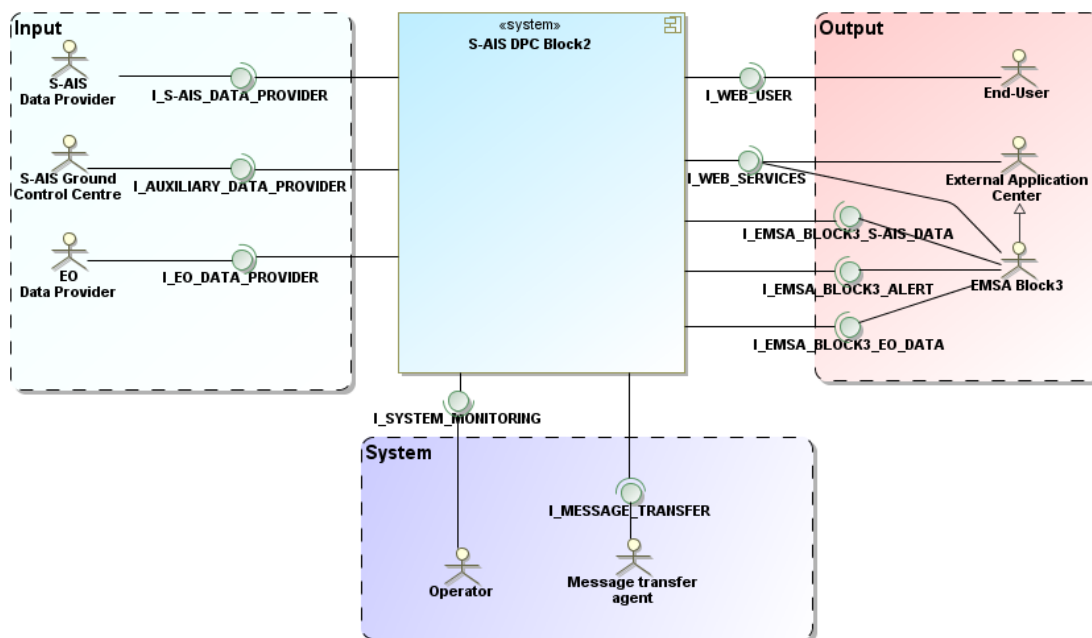 Input
S-AIS
Data Provider
I_S-AIS_DATA_PROVIDER
S-AIS Ground
Control Centre
I_AUXILIARY_DATA_PROVIDER
EO
Data Provider
I_EO_DATA_PROVIDER
«system»
S-AIS DPC Block2
Output
I_WEB_USER
End-User
I_WEB_SERVICES
External Application
Center
I_EMSA_BLOCK3_S-AIS_DATA
I_EMSA_BLOCK3_ALERT
EMSA Block3
I_EMSA_BLOCK3_EO_DATA
I_SYSTEM_MONITORING
System
I_MESSAGE_TRANSFER
Operator
Message transfer
agent